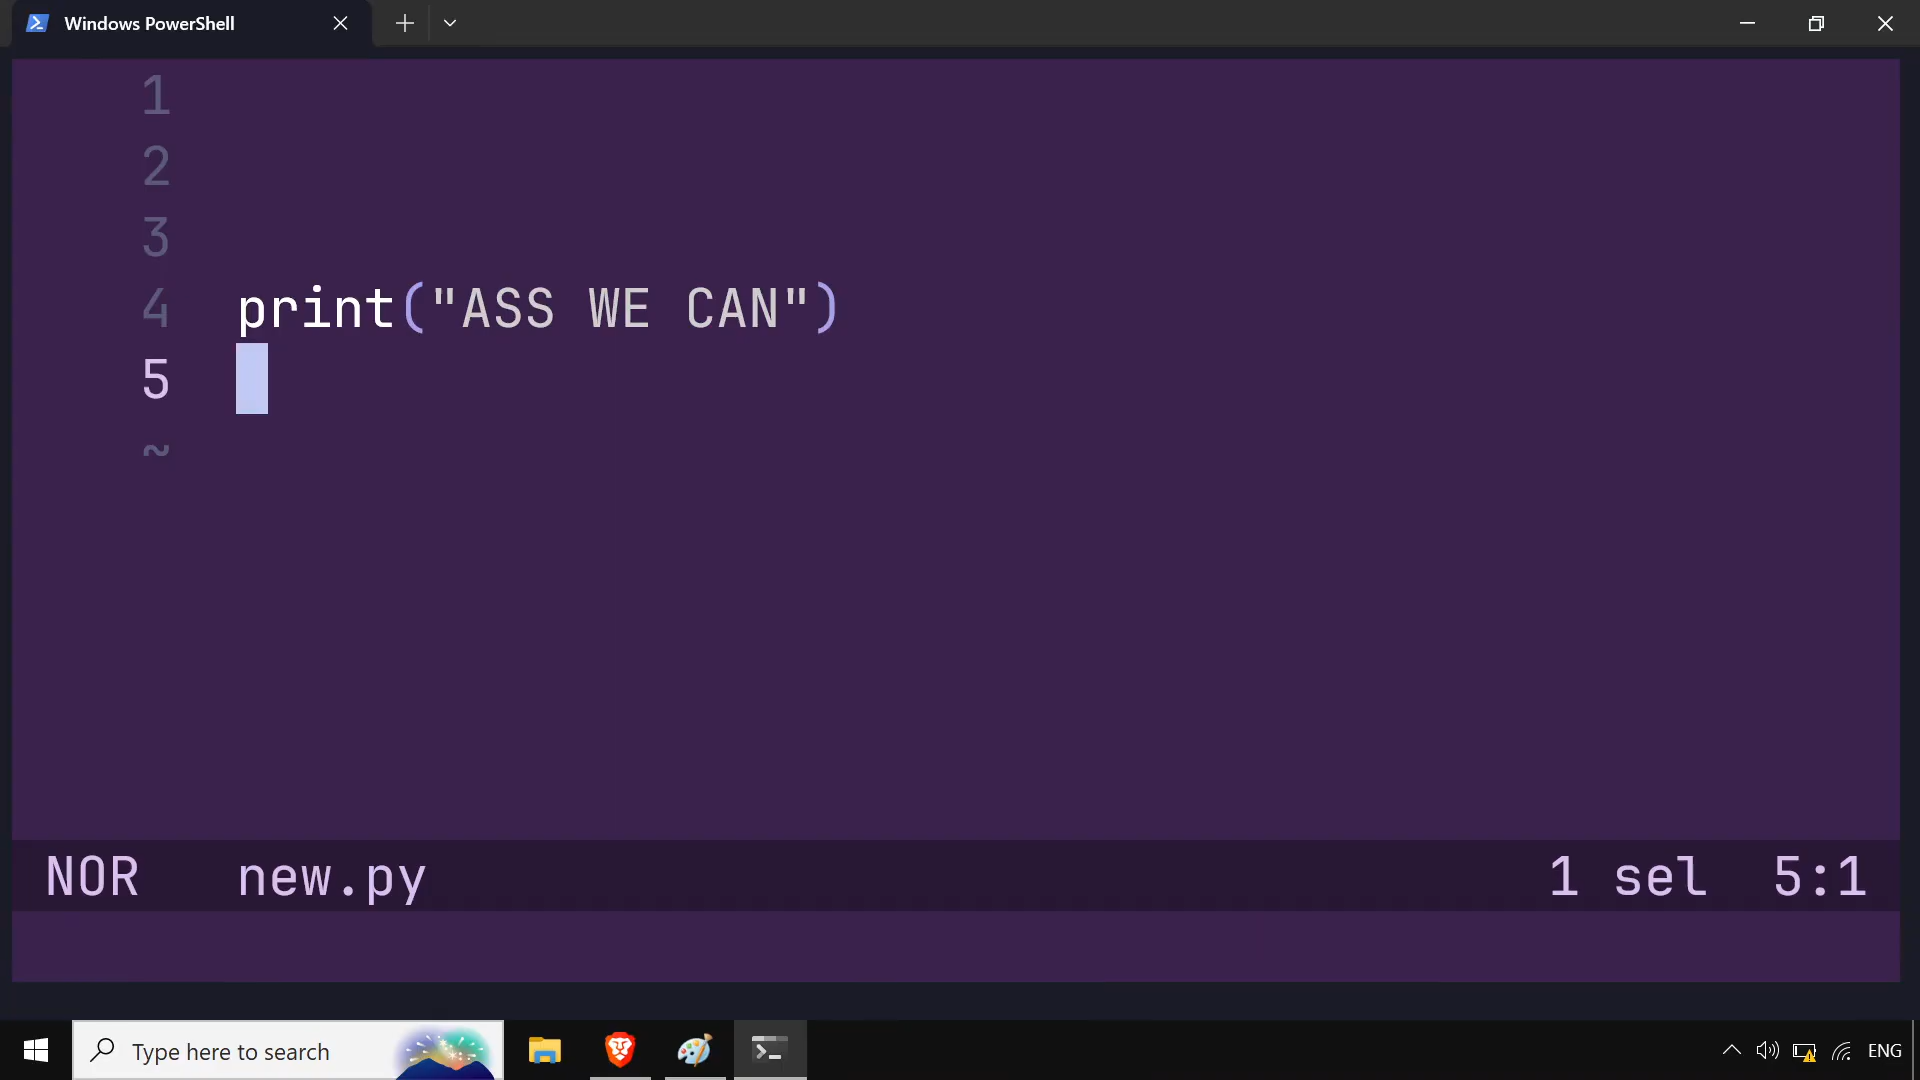 Windows PowerShell
1
2
3
4 print("ASS WE CAN")
5
~
NOR new.py 1 sel 5:1
Type here to search
ENG